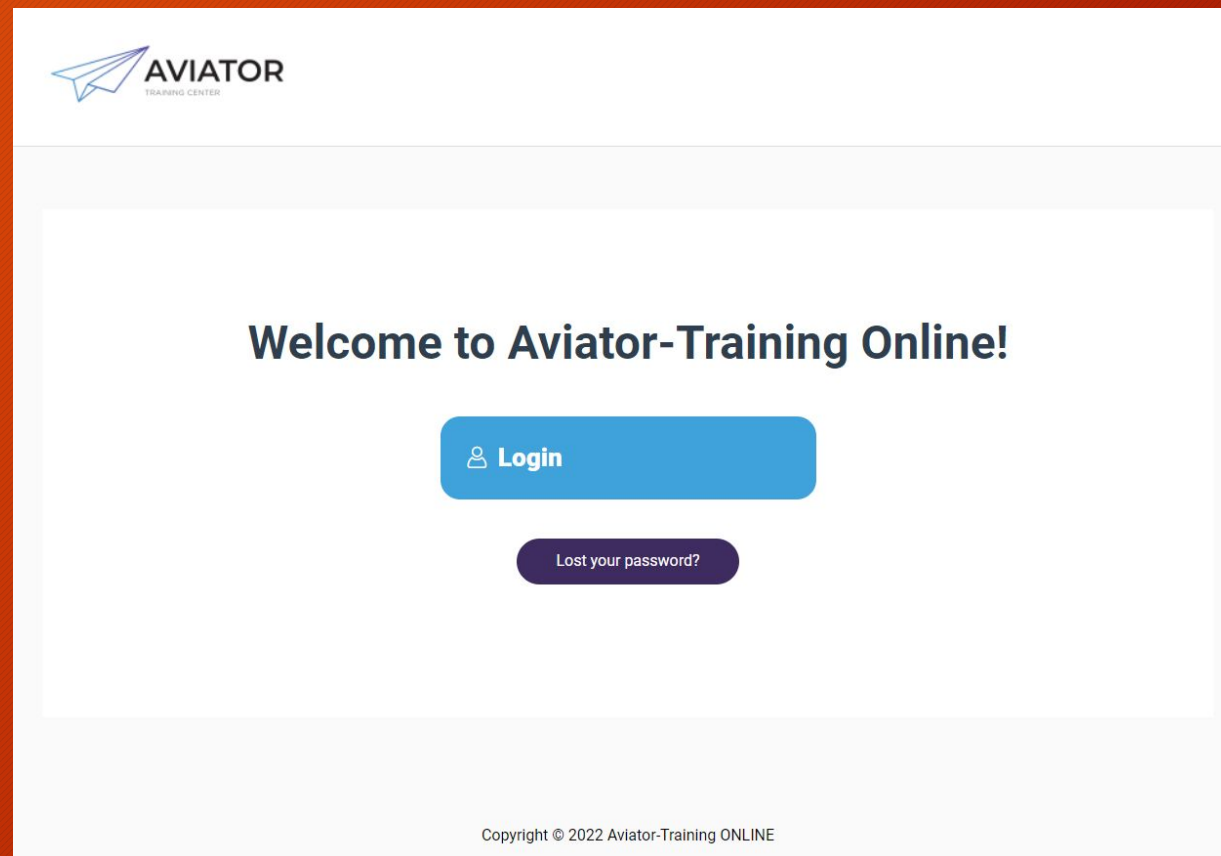 AVIATOR
TRAINING CENTER
Welcome to Aviator-Training Online!
Login
Lost your password?
Copyright © 2022 Aviator-Training ONLINE